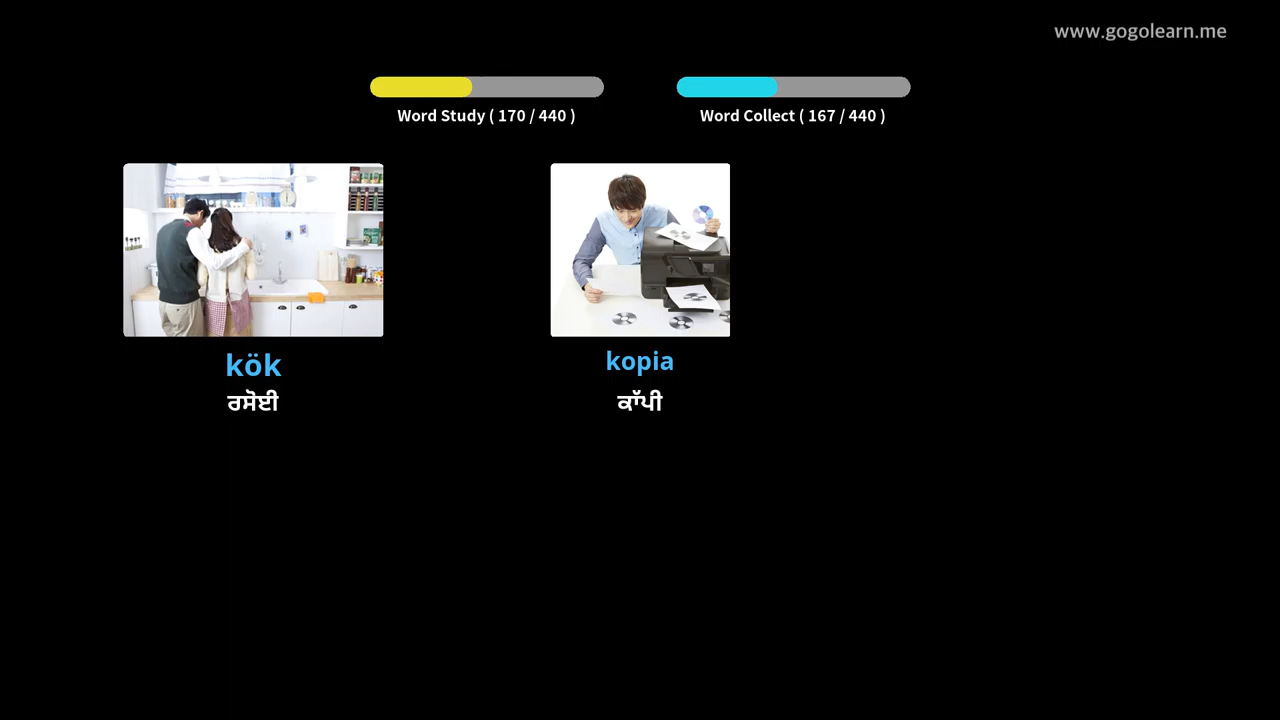 www.gogolearn.me
Word Study ( 170 / 440 )
Word Collect ( 167 / 440 )
kök
ਰਸੋਈ
kopia
ਕਾੱਪੀ